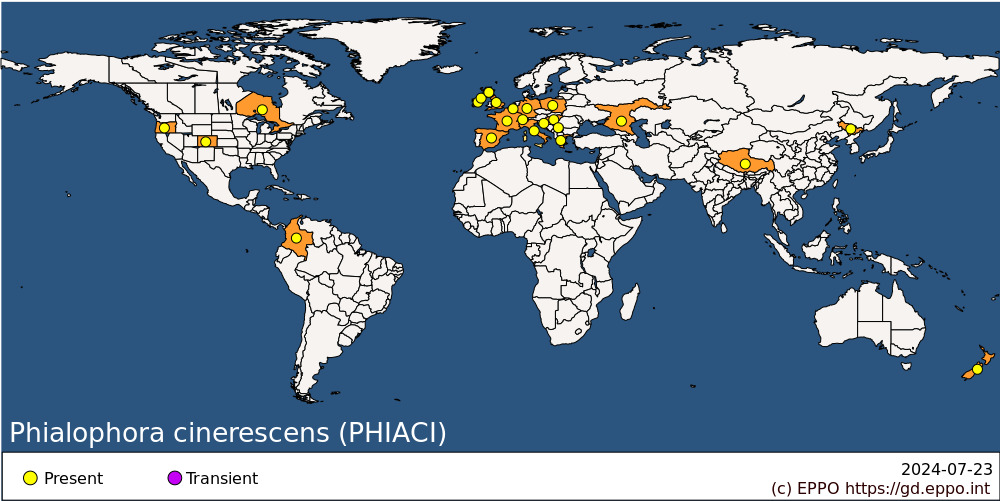 Phialophora cinerescens (PHIACI)
Present
Transient
2024-07-23
(c) EPPO https://gd.eppo.int